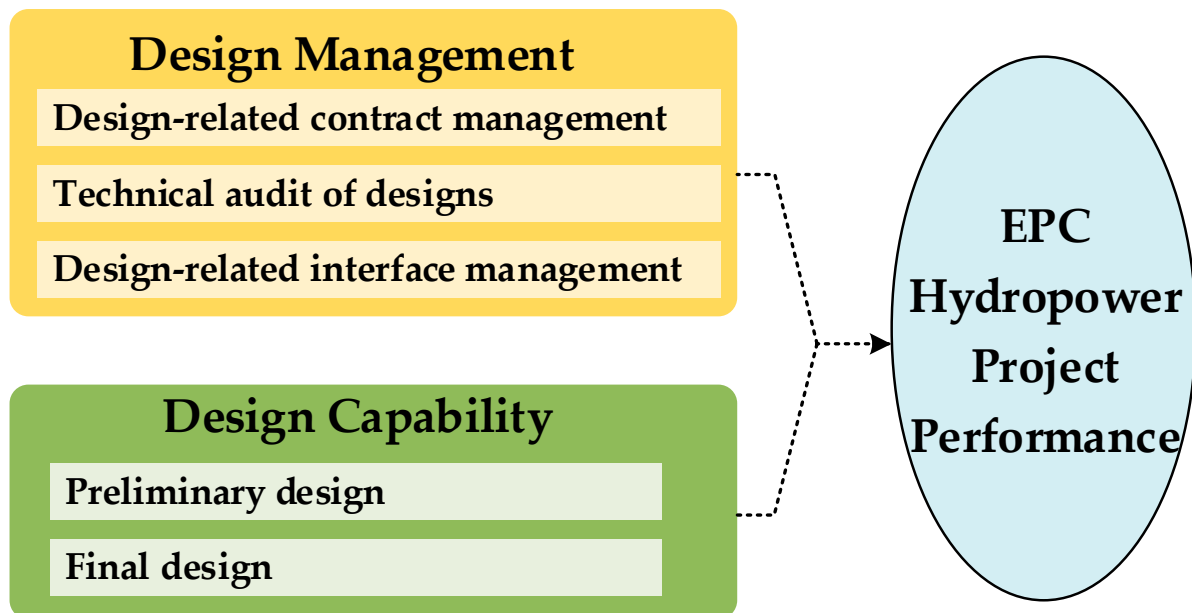 Design Management
Design-related contract management
Technical audit of designs
Design-related interface management
Design Capability
Preliminary design
Final design
EPC
Hydropower
Project
Performance